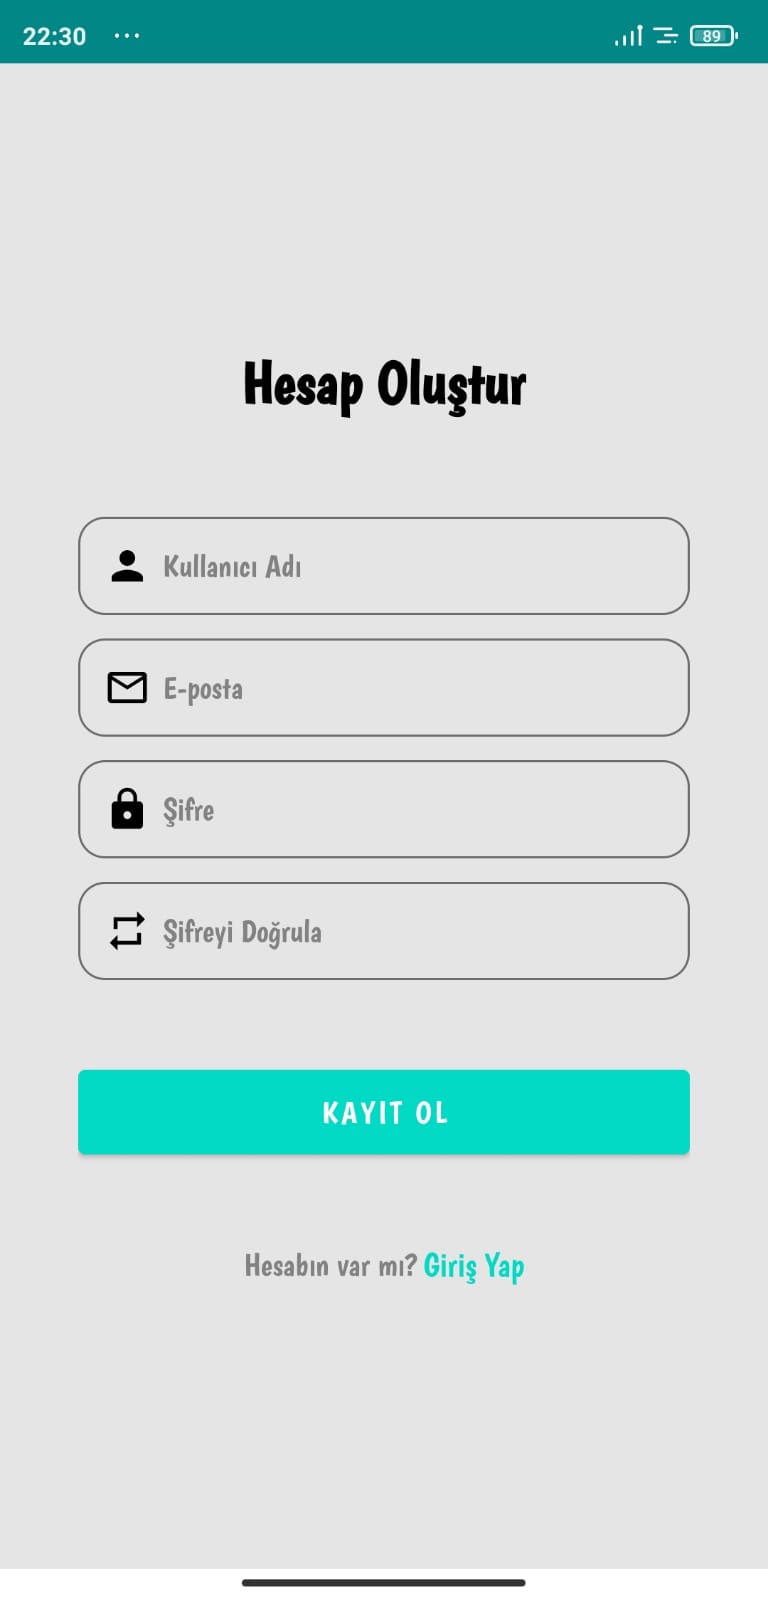 22:30 ...
89
Hesap Oluştur
Kullanıcı Adı
E-posta
Şifre
Şifreyi Doğrula
KAYIT OL
Hesabın var mı? Giriş Yap